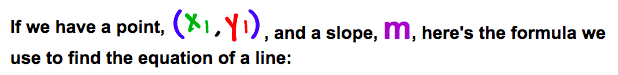 If we have a point, (x1, y1), and a slope, m, here's the formula we
use to find the equation of a line: